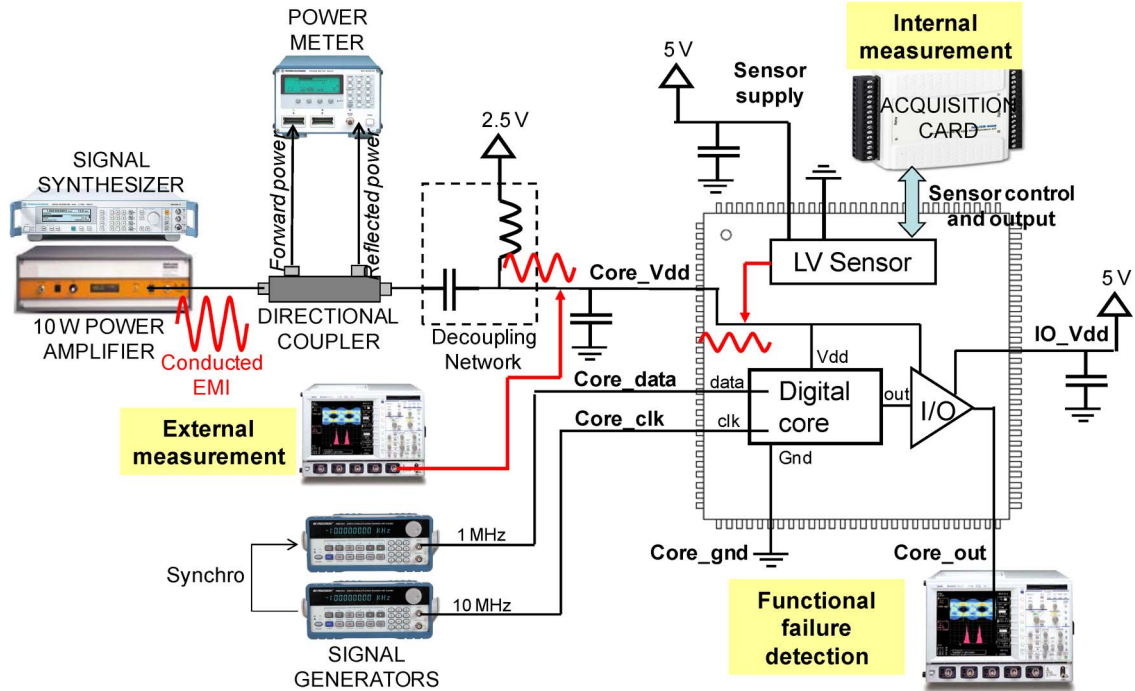 POWER
METER
Internal
measurement
5 V
Sensor
supply
ACQUISITION
CARD
2.5 V
SIGNAL
SYNTHESIZER
Forward power
Reflected power
Sensor control
and output
LV Sensor
Core_Vdd
5 V
10 W POWER
AMPLIFIER
DIRECTIONAL
COUPLER
Decoupling
Network
IO_Vdd
Conducted
EMI
Vdd
Core_data
data
Digital
core
out
I/O
External
measurement
Core_clk
clk
Gnd
1 MHz
Core_gnd
Core_out
Synchro
10 MHz
Functional
failure
detection
SIGNAL
GENERATORS